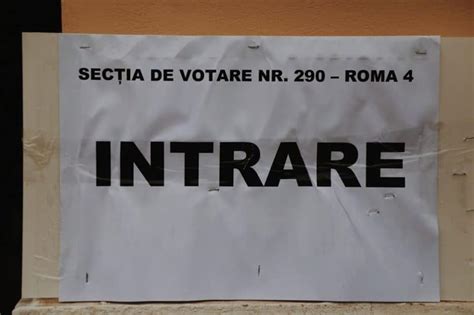 SECȚIA DE VOTARE NR. 290 – ROMA 4
INTRARE